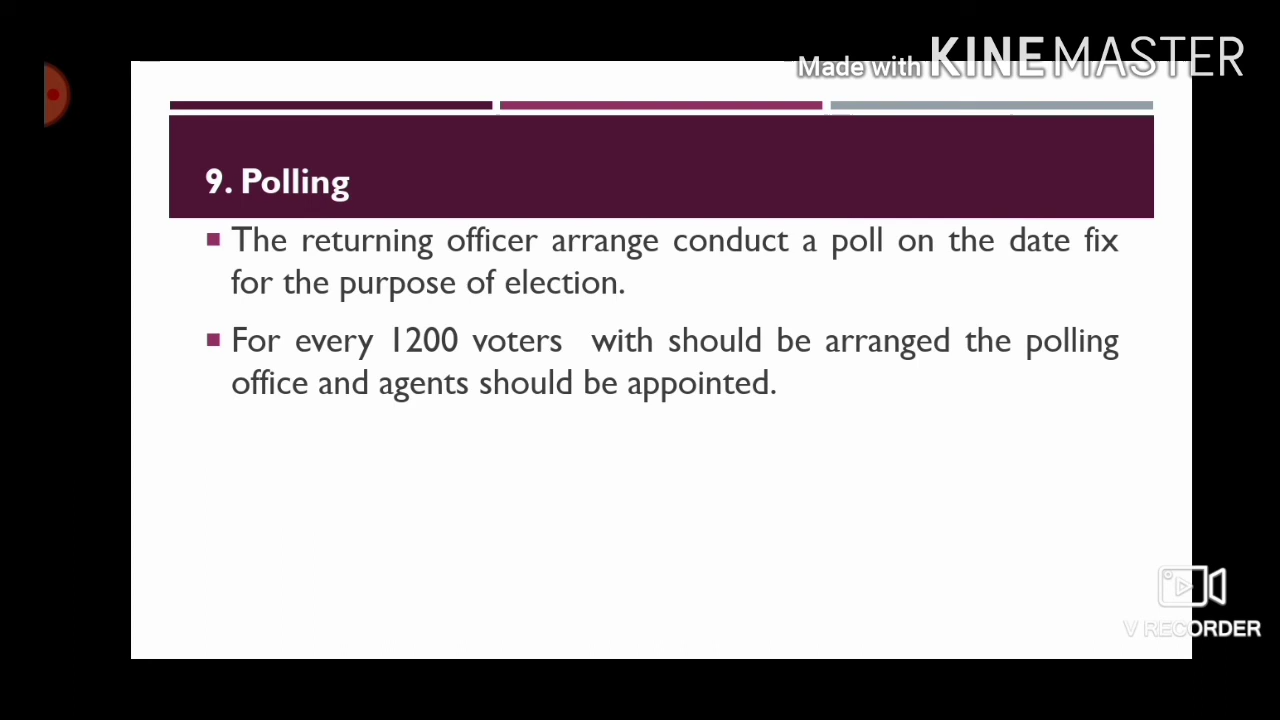 Made with KINEMASTER
9. Polling
The returning officer arrange conduct a poll on the date fix
for the purpose of election.
For every 1200 voters with should be arranged the polling
office and agents should be appointed.
V RECORDER